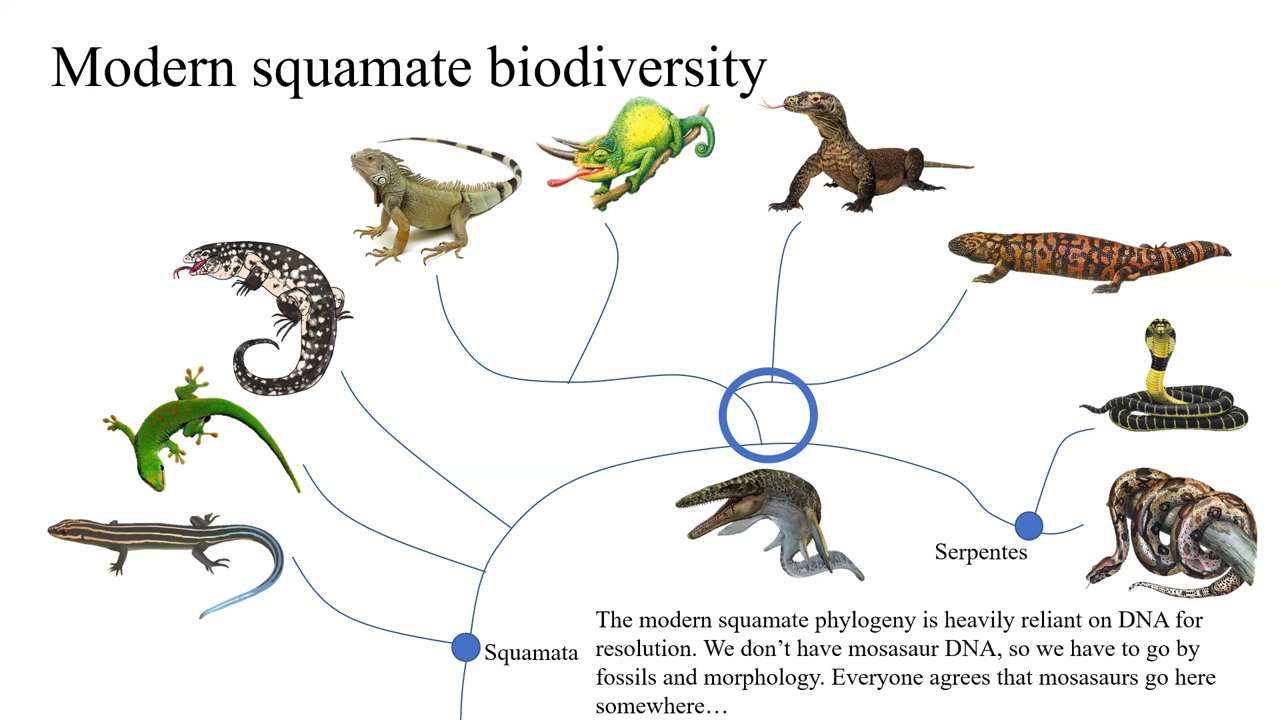 Modern squamate biodiversity
Serpentes
Squamata
The modern squamate phylogeny is heavily reliant on DNA for
resolution. We don’t have mosasaur DNA, so we have to go by
fossils and morphology. Everyone agrees that mosasaurs go here
somewhere…